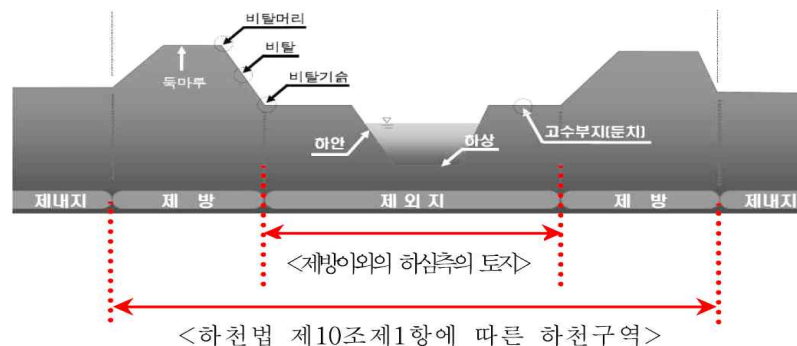 비탈머리
비탈
둑마루
비탈기슭
하안
하상
고수부지(둔치)
제내지 제 방 제 외 지 제 방 제내지
<제방이외의 하심측의 토지>
<하천법 제10조제1항에 따른 하천구역>